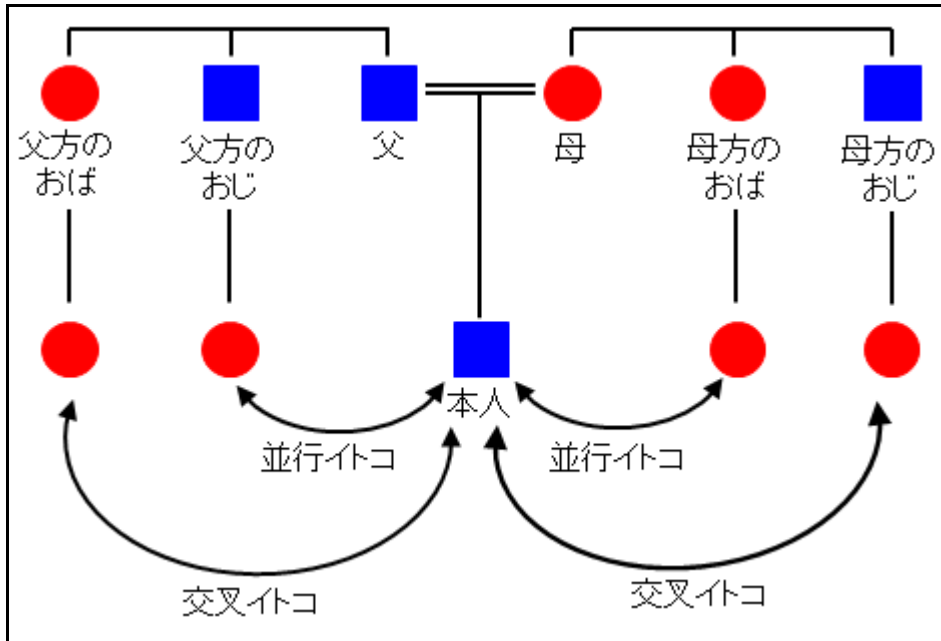 父方の
おば
父方の
おじ
父
母
母方の
おば
母方の
おじ
本人
並行イトコ
並行イトコ
交叉イトコ
交叉イトコ